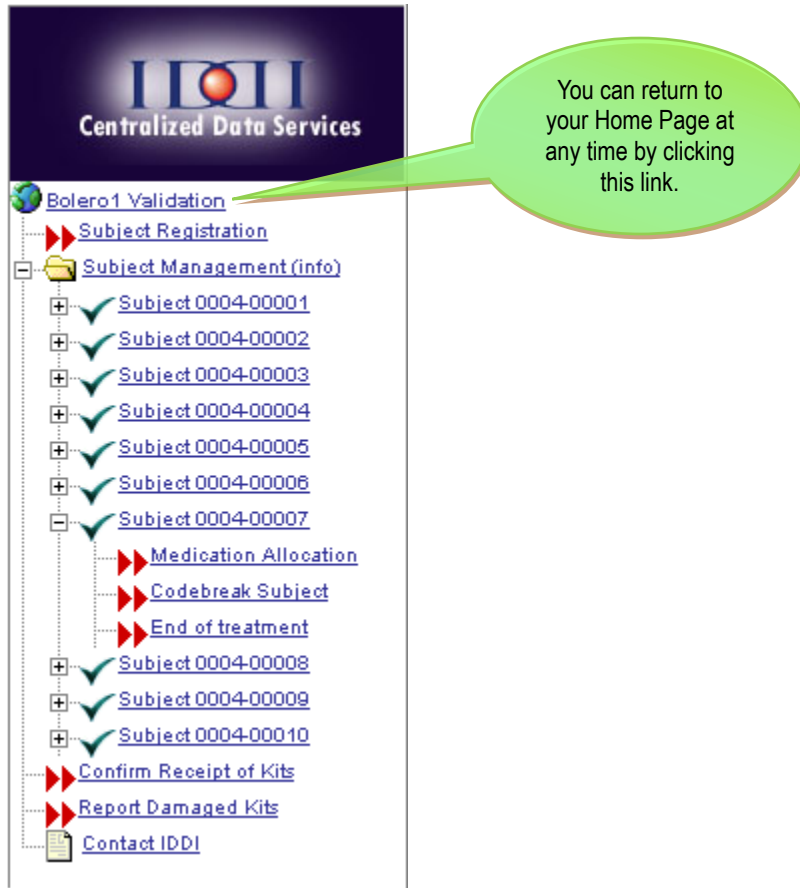 IDDI
Centralized Data Services
You can return to
your Home Page at
any time by clicking
this link.
Bolero1 Validation
Subject Registration
Subject Management (info)
Subject 0004-00001
Subject 0004-00002
Subject 0004-00003
Subject 0004-00004
Subject 0004-00005
Subject 0004-00006
Subject 0004-00007
Medication Allocation
Codebreak Subject
End of treatment
Subject 0004-00008
Subject 0004-00009
Subject 0004-00010
Confirm Receipt of Kits
Report Damaged Kits
Contact IDDI